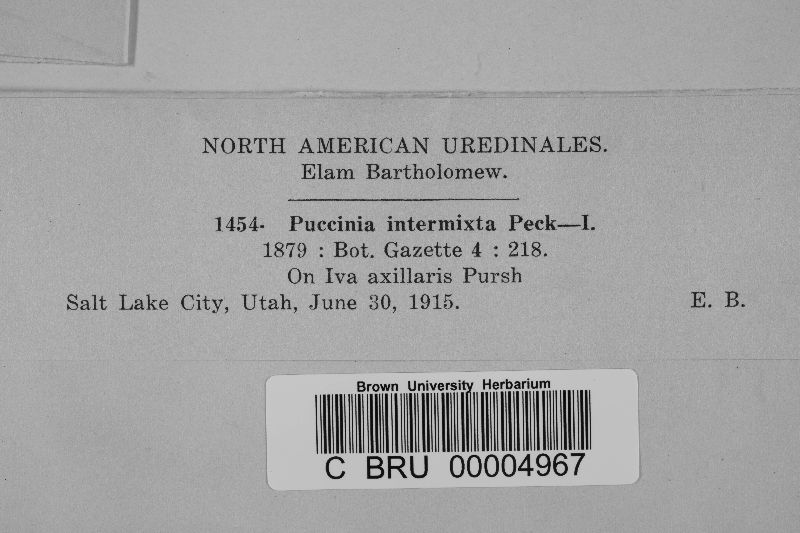 NORTH AMERICAN UREDINALES.
Elam Bartholomew.
1454. Puccinia intermixta Peck—I.
1879 : Bot. Gazette 4 : 218.
On Iva axillaris Pursh
Salt Lake City, Utah, June 30, 1915. E. B.
Brown University Herbarium
C BRU 00004967